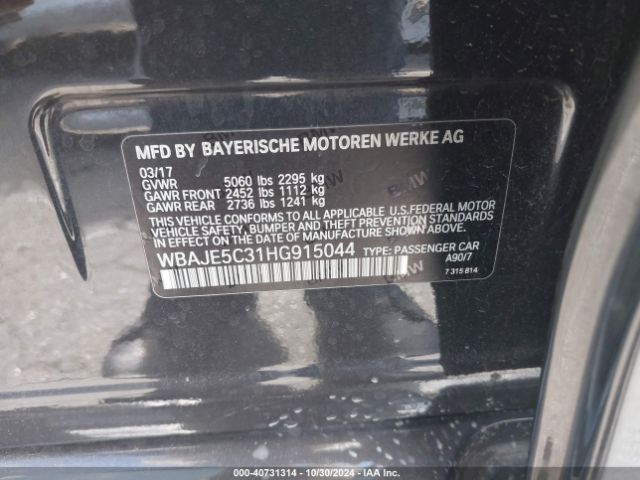 MFD BY BAYERISCHE MOTOREN WERKE AG
03/17
GVWR 5060 lbs 2295 kg
GAWR FRONT 2452 lbs 1112 kg
GAWR REAR 2736 lbs 1241 kg
THIS VEHICLE CONFORMS TO ALL APPLICABLE U.S.FEDERAL MOTOR
VEHICLE SAFETY, BUMPER AND THEFT PREVENTION STANDARDS
IN EFFECT ON THE DATE OF MANUFACTURE SHOWN ABOVE.
WBAJE5C31HG915044 TYPE: PASSENGER CAR
A90/7
7 315 814
000-40731314 • 10/30/2024 - IAA